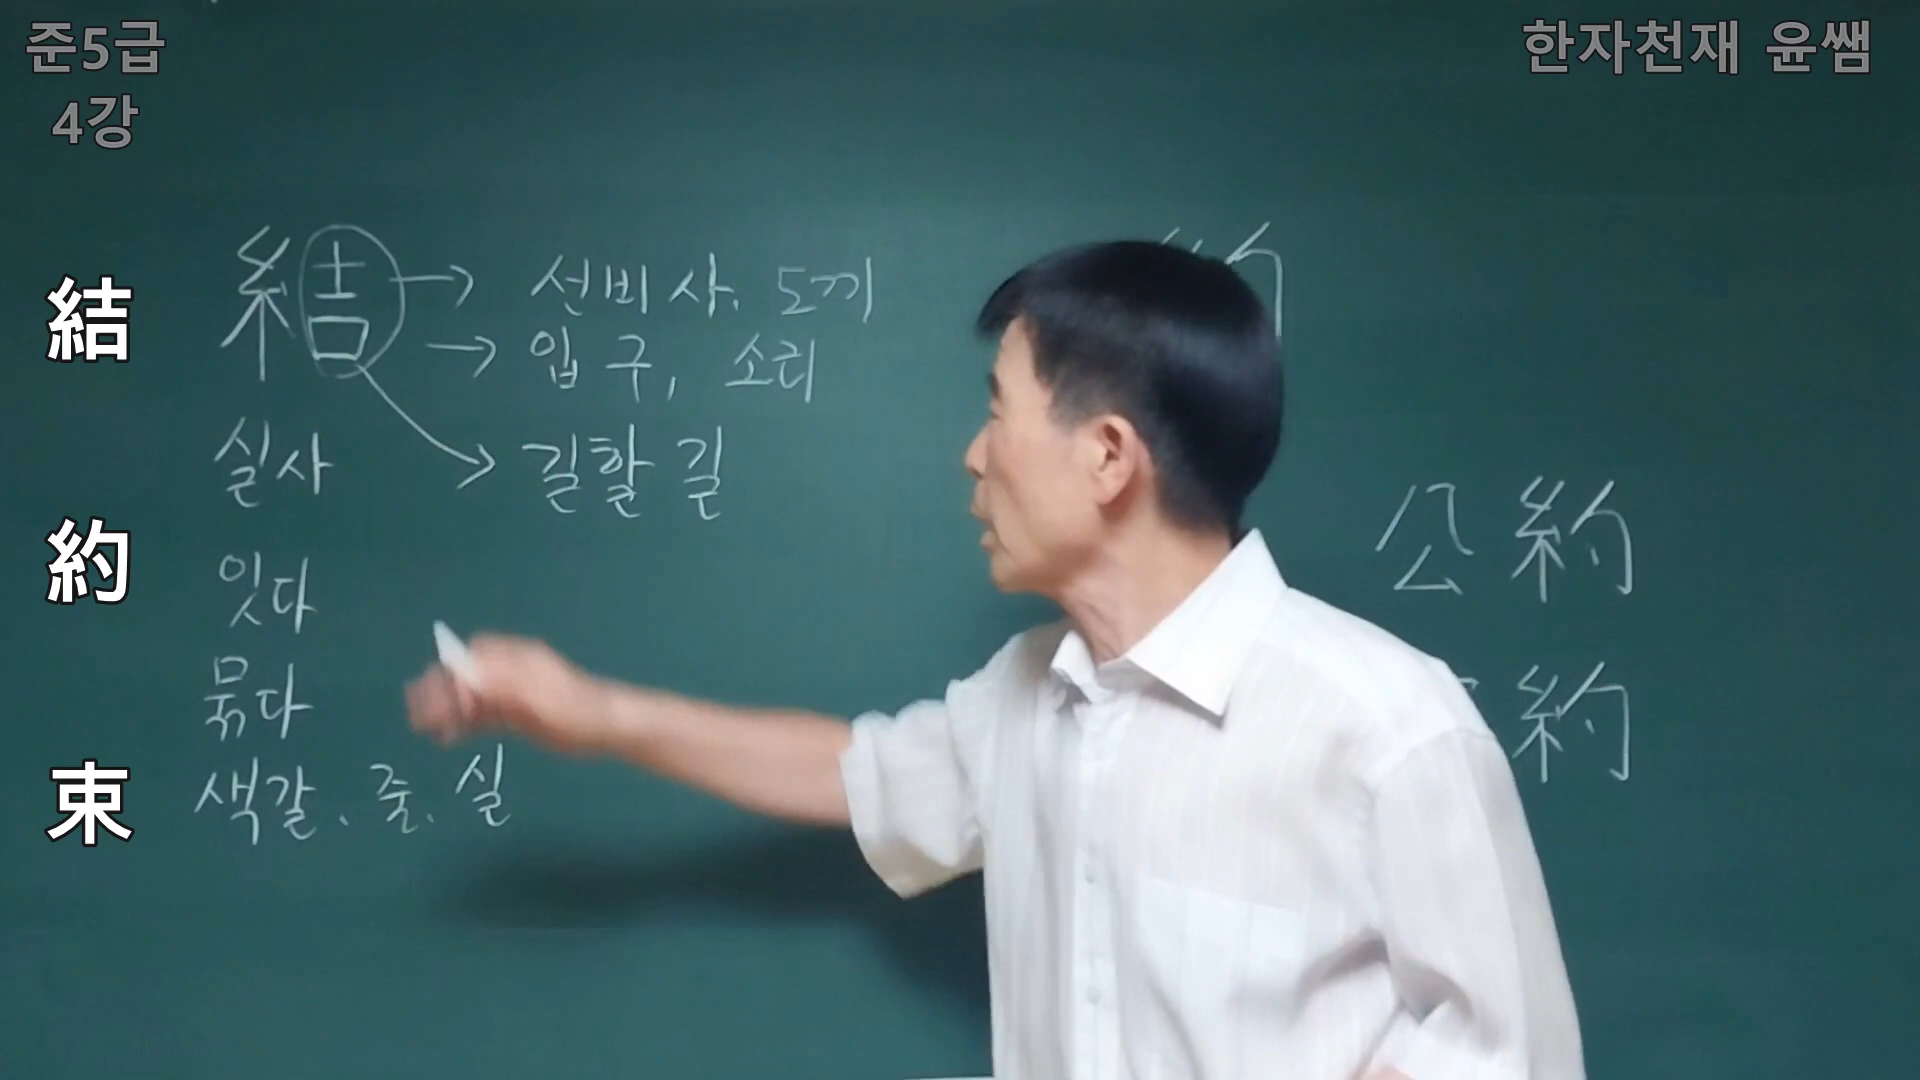 준5급
4강
한자천재 윤쌤
結
約
束
結 → 선비 사. 도끼
→ 입 구, 소리
→ 길할 길
실사
잇다
묶다
색갈. 줄. 실
公約
約